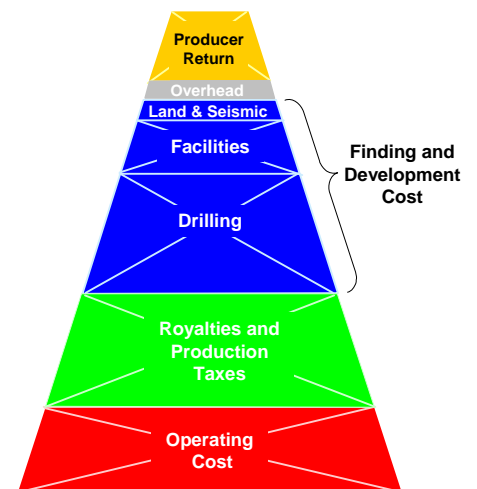 Producer
Return
Overhead
Land & Seismic
Facilities
Finding and
Development
Cost
Drilling
Royalties and
Production
Taxes
Operating
Cost